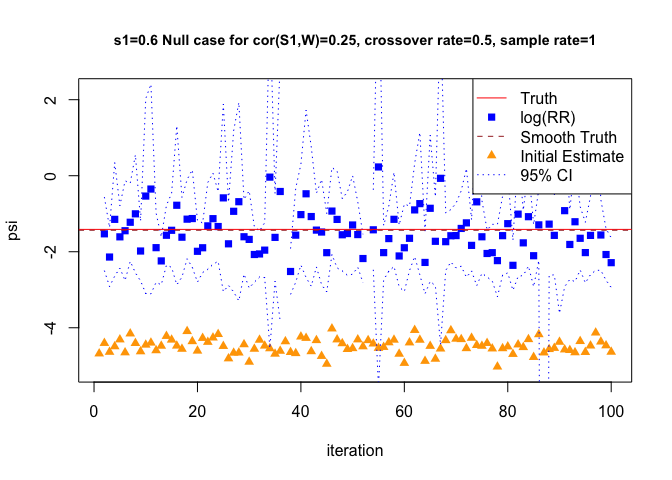 s1=0.6 Null case for cor(S1,W)=0.25, crossover rate=0.5, sample rate=1
Truth
log(RR)
Smooth Truth
Initial Estimate
95% CI
psi
2
0
-2
-4
0
20
40
60
80
100
iteration